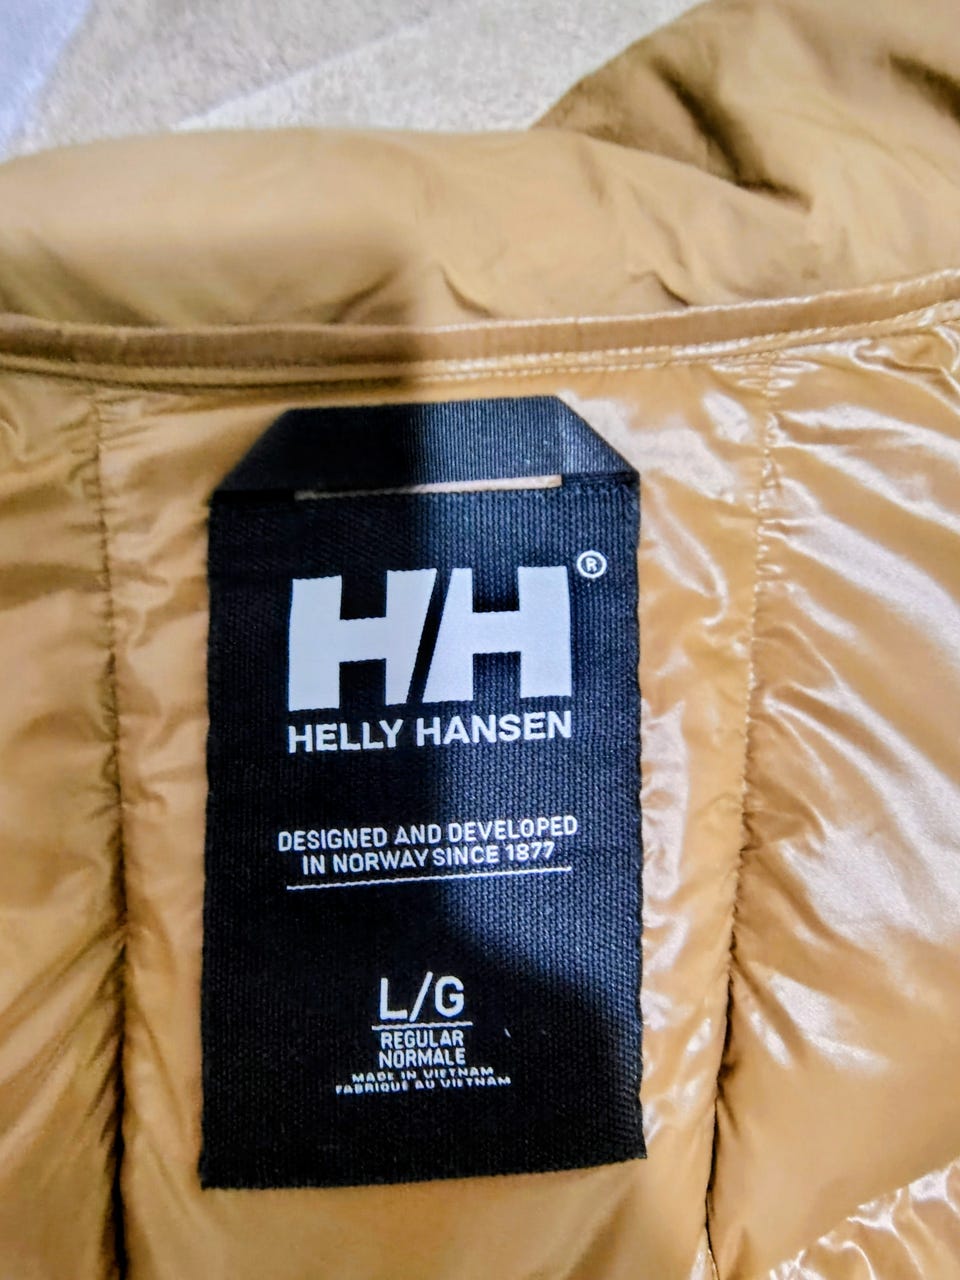 HH®
HELLY HANSEN
DESIGNED AND DEVELOPED
IN NORWAY SINCE 1877
L/G
REGULAR
NORMALE
MADE IN VIETNAM
FABRIQUE AU VIETNAM